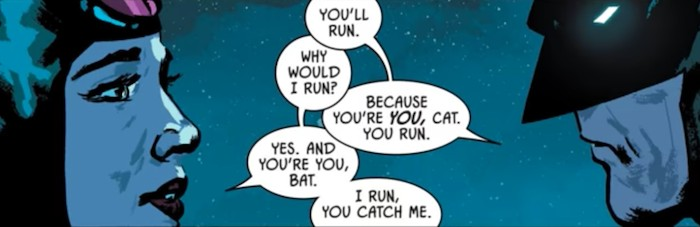 YOU'LL
RUN.
WHY
WOULD
I RUN?
BECAUSE
YOU'RE YOU, CAT.
YOU RUN.
YES. AND
YOU'RE YOU,
BAT.
I RUN,
YOU CATCH ME.